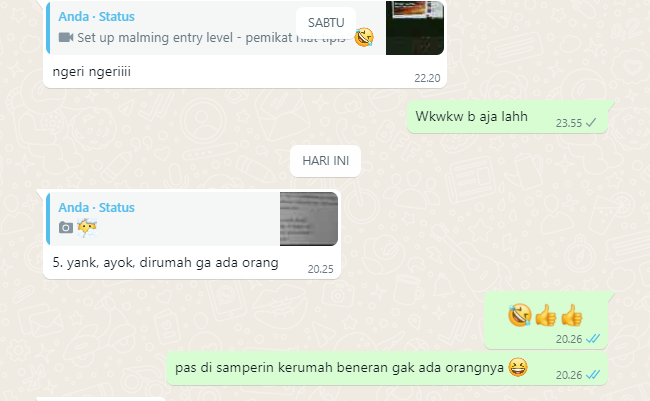 SABTU
Anda · Status
Set up malming entry level - pemikat niat tipis 🤣
ngeri ngeriiii
22.20
Wkwkw b aja lahh
23.55
HARI INI
Anda · Status
5. yank, ayok, dirumah ga ada orang
20.25
🤣👍👍
20.26
pas di samperin kerumah beneran gak ada orangnya 😆
20.26